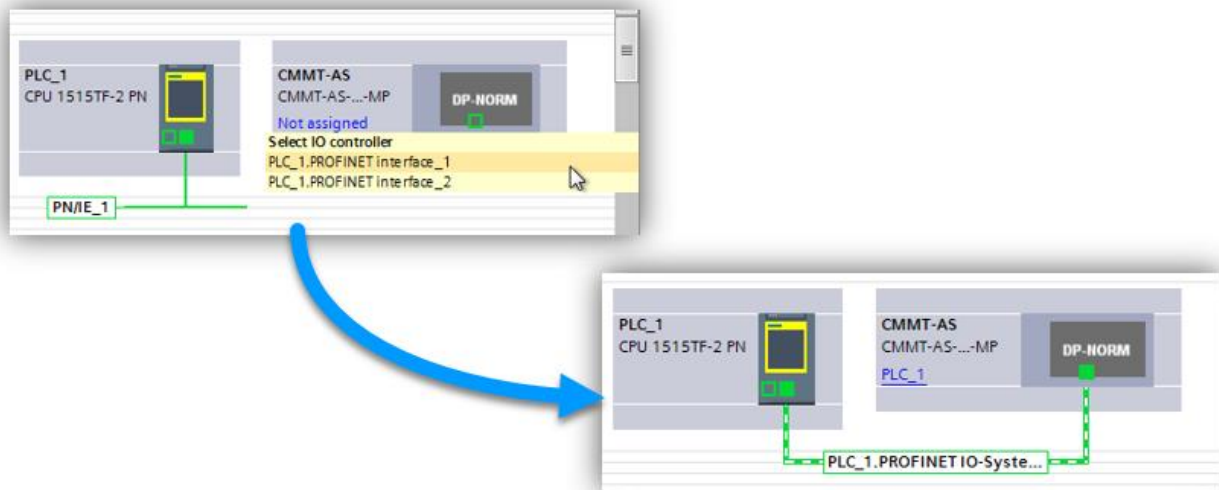 PLC_1
CPU 1515TF-2 PN
CMMT-AS
CMMT-AS-...-MP
DP-NORM
Not assigned
Select IO controller
PLC_1.PROFINET interface_1
PLC_1.PROFINET interface_2
PN/IE_1
PLC_1
CPU 1515TF-2 PN
CMMT-AS
CMMT-AS-...-MP
DP-NORM
PLC_1
PLC_1.PROFINET IO-Syste...